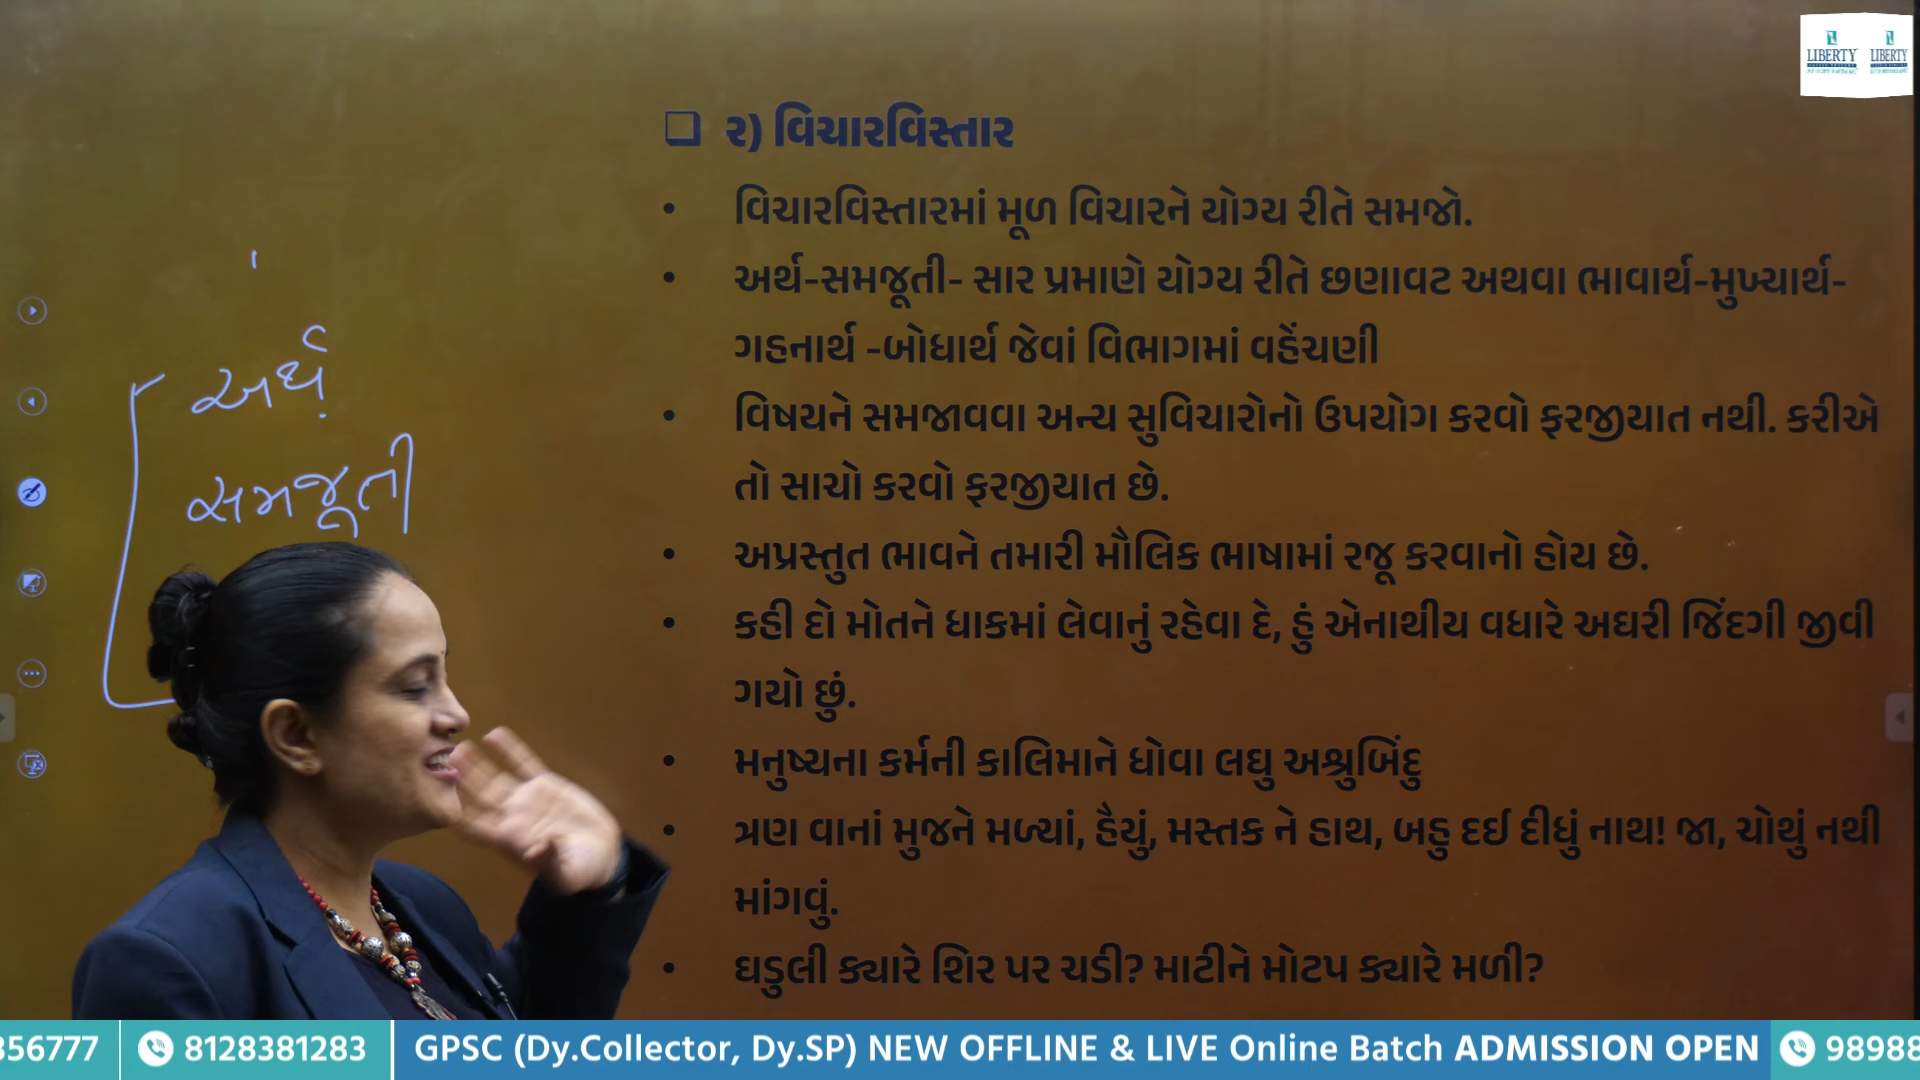 LIBERTY LIBERTY
૨) વિચારવિસ્તાર
• વિચારવિસ્તારમાં મૂળ વિચારને યોગ્ય રીતે સમજો.
• અર્થ-સમજૂતી- સાર પ્રમાણે યોગ્ય રીતે છણાવટ અથવા ભાવાર્થ-મુખ્યાર્થ-
ગહનાર્થ -બોધાર્થ જેવાં વિભાગમાં વહેંચણી
• વિષયને સમજાવવા અન્ય સુવિચારોનો ઉપયોગ કરવો ફરજીયાત નથી. કરીએ
તો સાચો કરવો ફરજીયાત છે.
• અપ્રસ્તુત ભાવને તમારી મૌલિક ભાષામાં રજૂ કરવાનો હોય છે.
• કહી દો મોતને ધાકમાં લેવાનું રહેવા દે, હું એનાથીય વધારે અઘરી જિંદગી જીવી
ગયો છું.
• મનુષ્યના કર્મની કાલિમાને ધોવા લઘુ અશ્રુબિંદુ
• ત્રણ વાનાં મુજને મળ્યાં, હૈયું, મસ્તક ને હાથ, બહુ દઈ દીધું નાથ! જા, ચોથું નથી
માંગવું.
• ઘડુલી ક્યારે શિર પર ચડી? માટીને મોટપ ક્યારે મળી?
અર્થ
સમજૂતી
356777 8128381283 GPSC (Dy.Collector, Dy.SP) NEW OFFLINE & LIVE Online Batch ADMISSION OPEN 98988